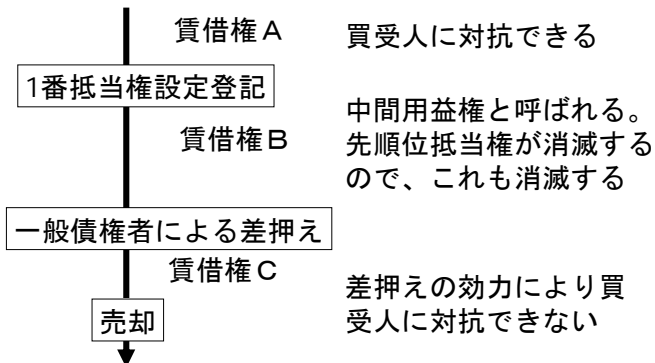 賃借権A
買受人に対抗できる
1番抵当権設定登記
賃借権B
中間用益権と呼ばれる。
先順位抵当権が消滅する
ので、これも消滅する
一般債権者による差押え
賃借権C
差押えの効力により買
受人に対抗できない
売却